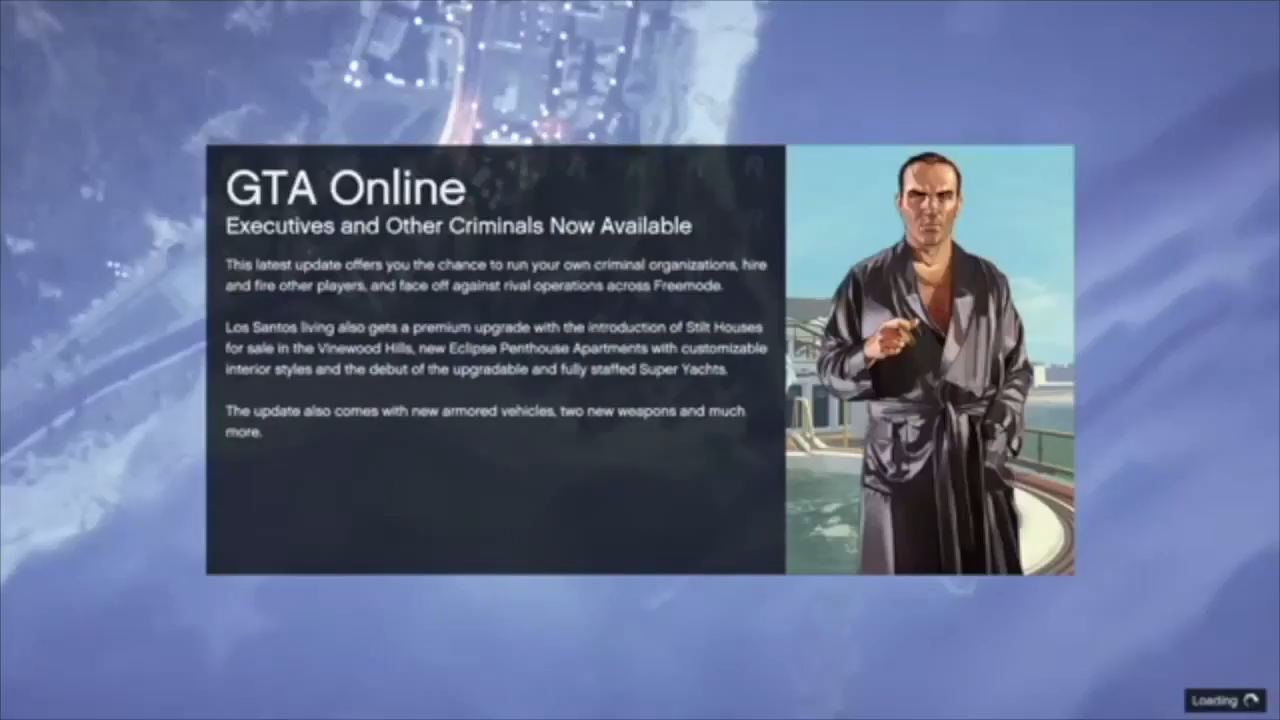 GTA Online
Executives and Other Criminals Now Available
This latest update offers you the chance to run your own criminal organizations, hire
and fire other players, and face off against rival operations across Freemode.
Los Santos living also gets a premium upgrade with the introduction of Stilt Houses
for sale in the Vinewood Hills, new Eclipse Penthouse Apartments with customizable
interior styles and the debut of the upgradable and fully staffed Super Yachts.
The update also comes with new armored vehicles, two new weapons and much
more.
Loading